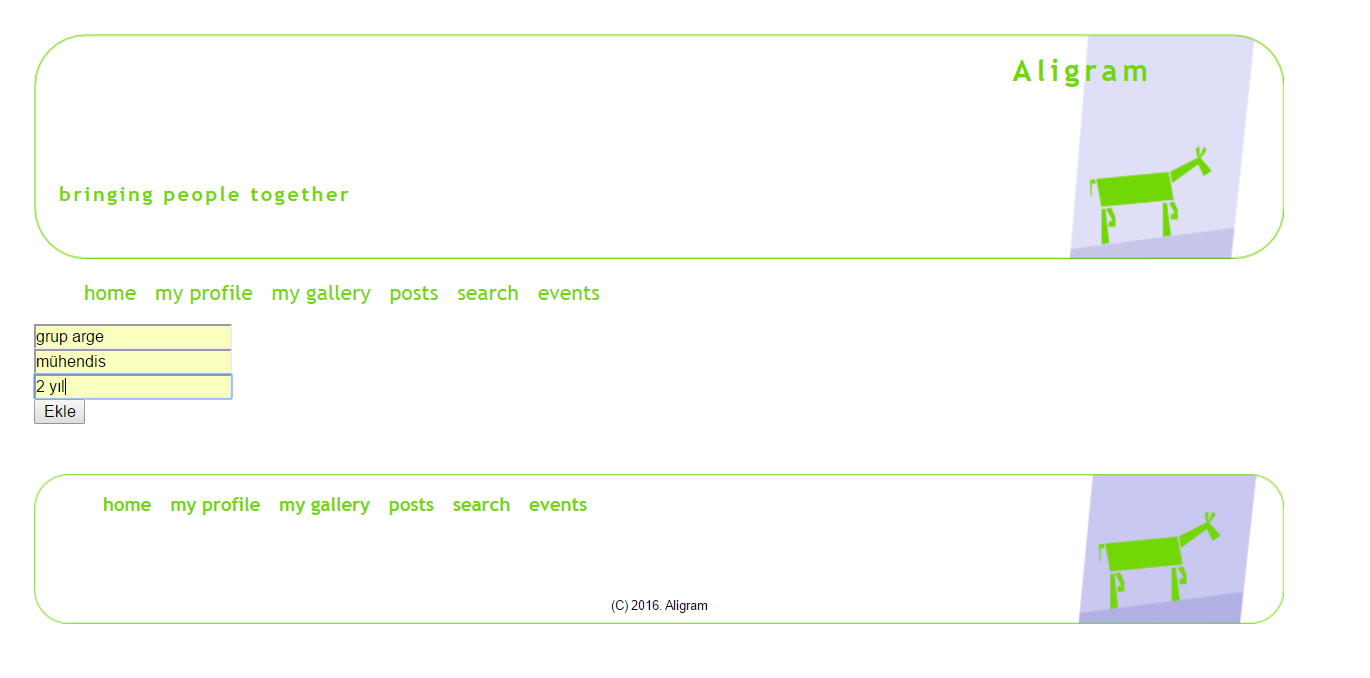 Aligram
bringing people together
home my profile my gallery posts search events
grup arge
mühendis
2 yıl
Ekle
home my profile my gallery posts search events
(C) 2016. Aligram